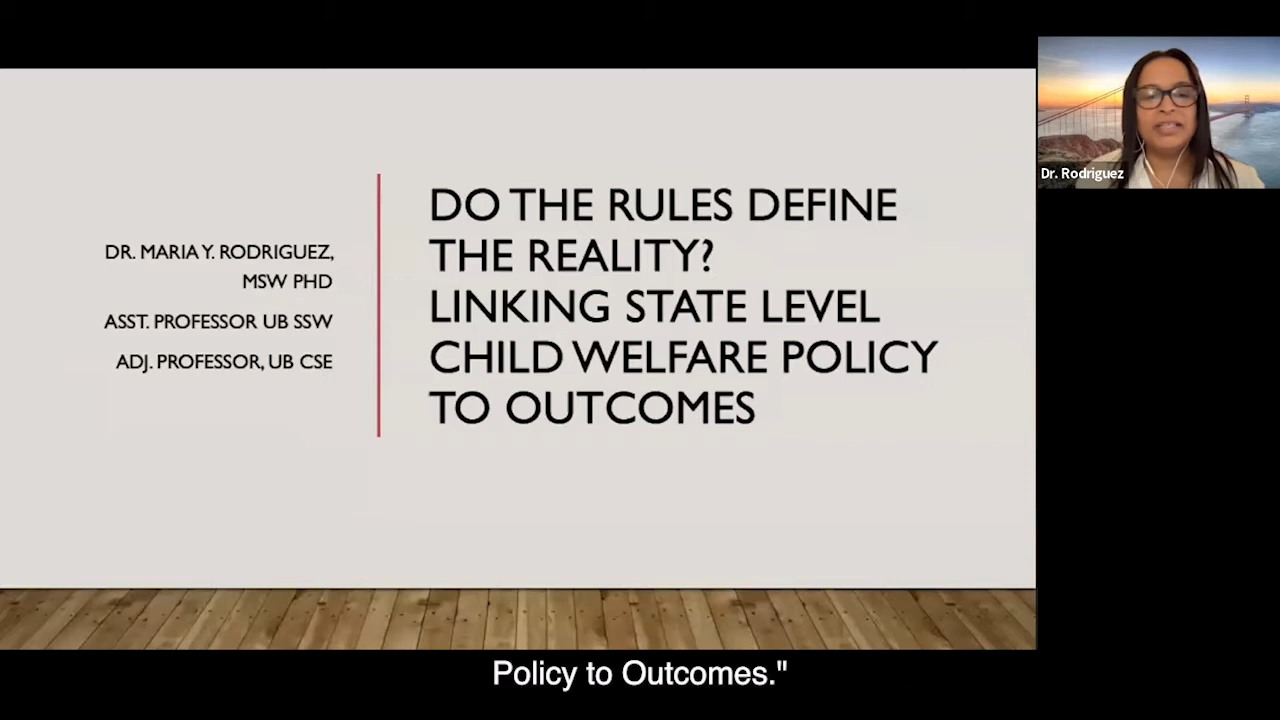 DR. MARIA Y. RODRIGUEZ,
MSW PHD
ASST. PROFESSOR UB SSW
ADJ. PROFESSOR, UB CSE
DO THE RULES DEFINE
THE REALITY?
LINKING STATE LEVEL
CHILD WELFARE POLICY
TO OUTCOMES
Dr. Rodriguez
Policy to Outcomes."